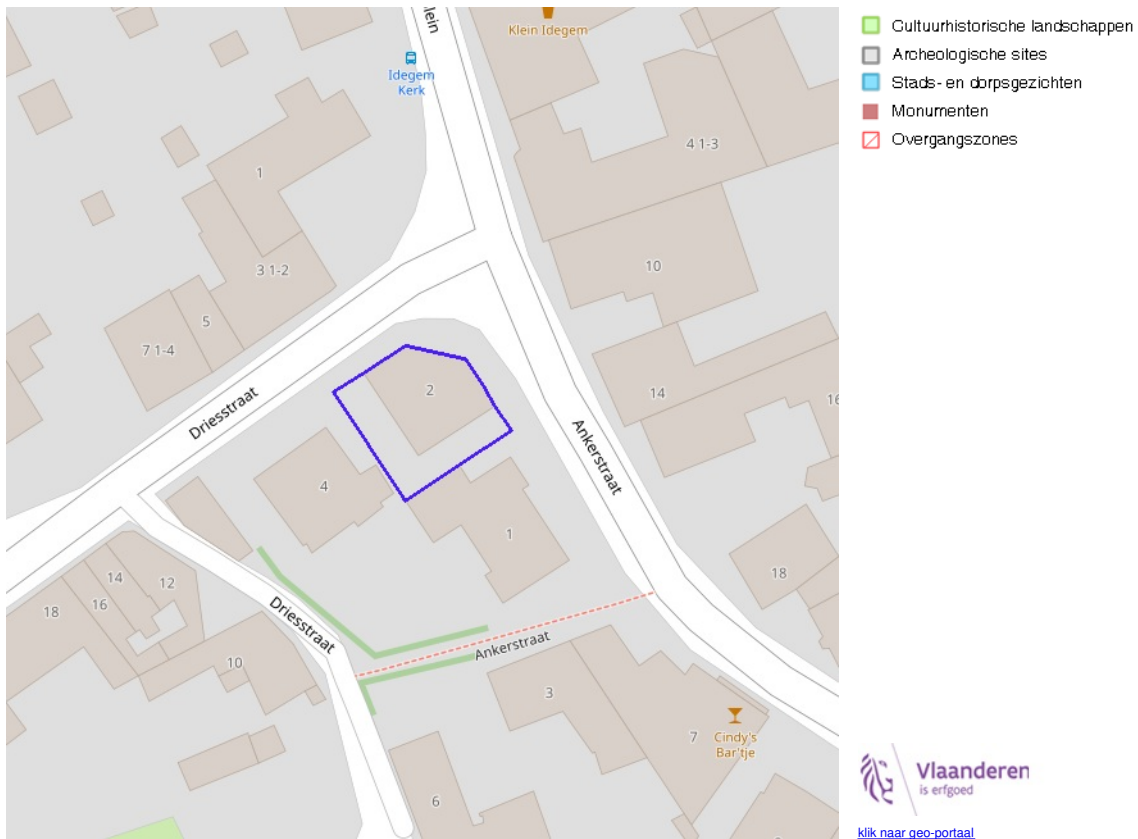 Klein
Klein Idegem
Idegem
Kerk
1
4 1-3
3 1-2
10
5
7 1-4
14
16
2
Driesstraat
Ankerstraat
4
1
18
14
12
16
18
Driesstraat
10
Ankerstraat
3
7
Cindy's
Bar'tje
6
Cultuurhistorische landschappen
Archeologische sites
Stads- en dorpsgezichten
Monumenten
Overgangszones
Vlaanderen
is erfgoed
klik naar geo-portaal